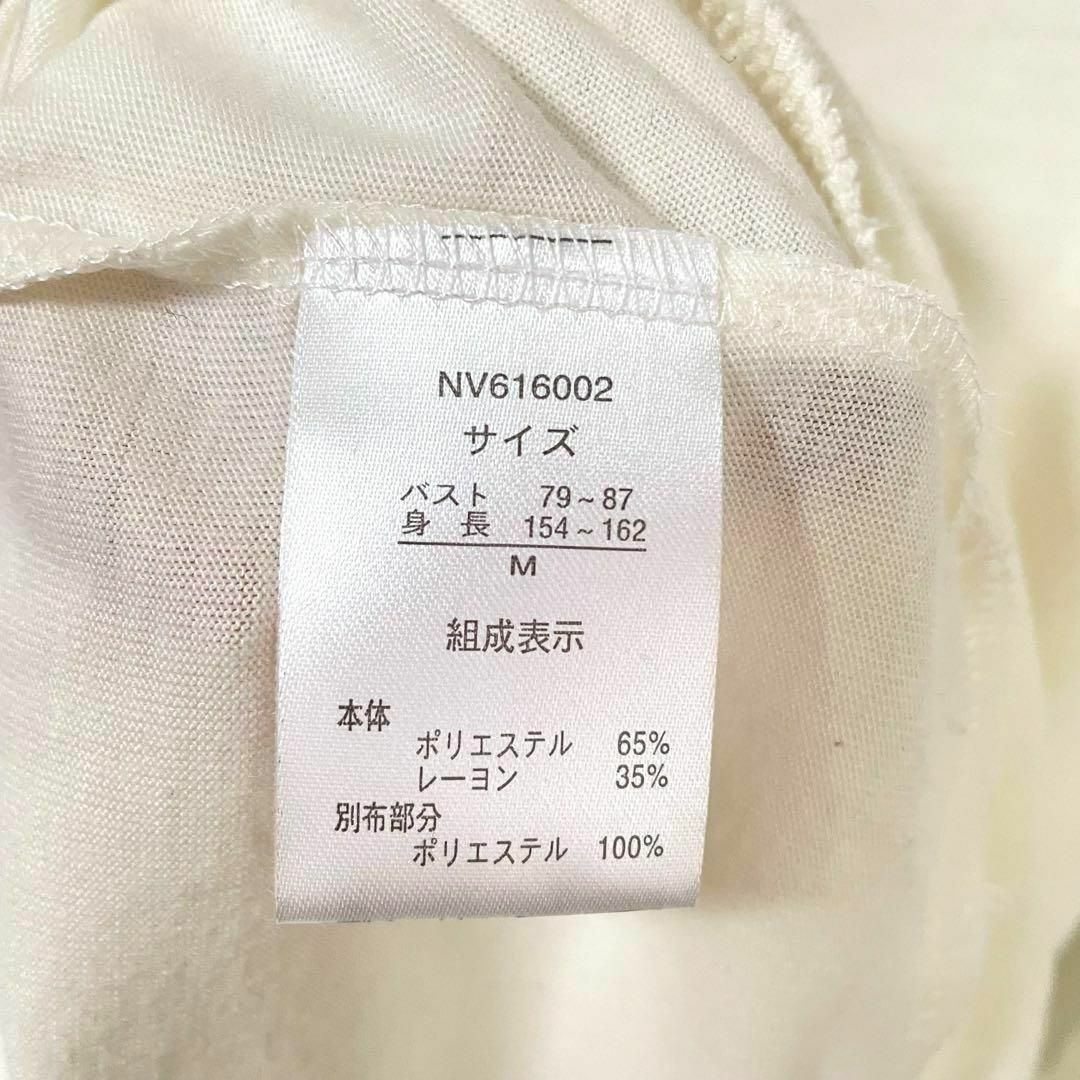 NV616002
サイズ
バスト 79~87
身 長 154~162
M
組成表示
本体
ポリエステル 65%
レーヨン 35%
別布部分
ポリエステル 100%